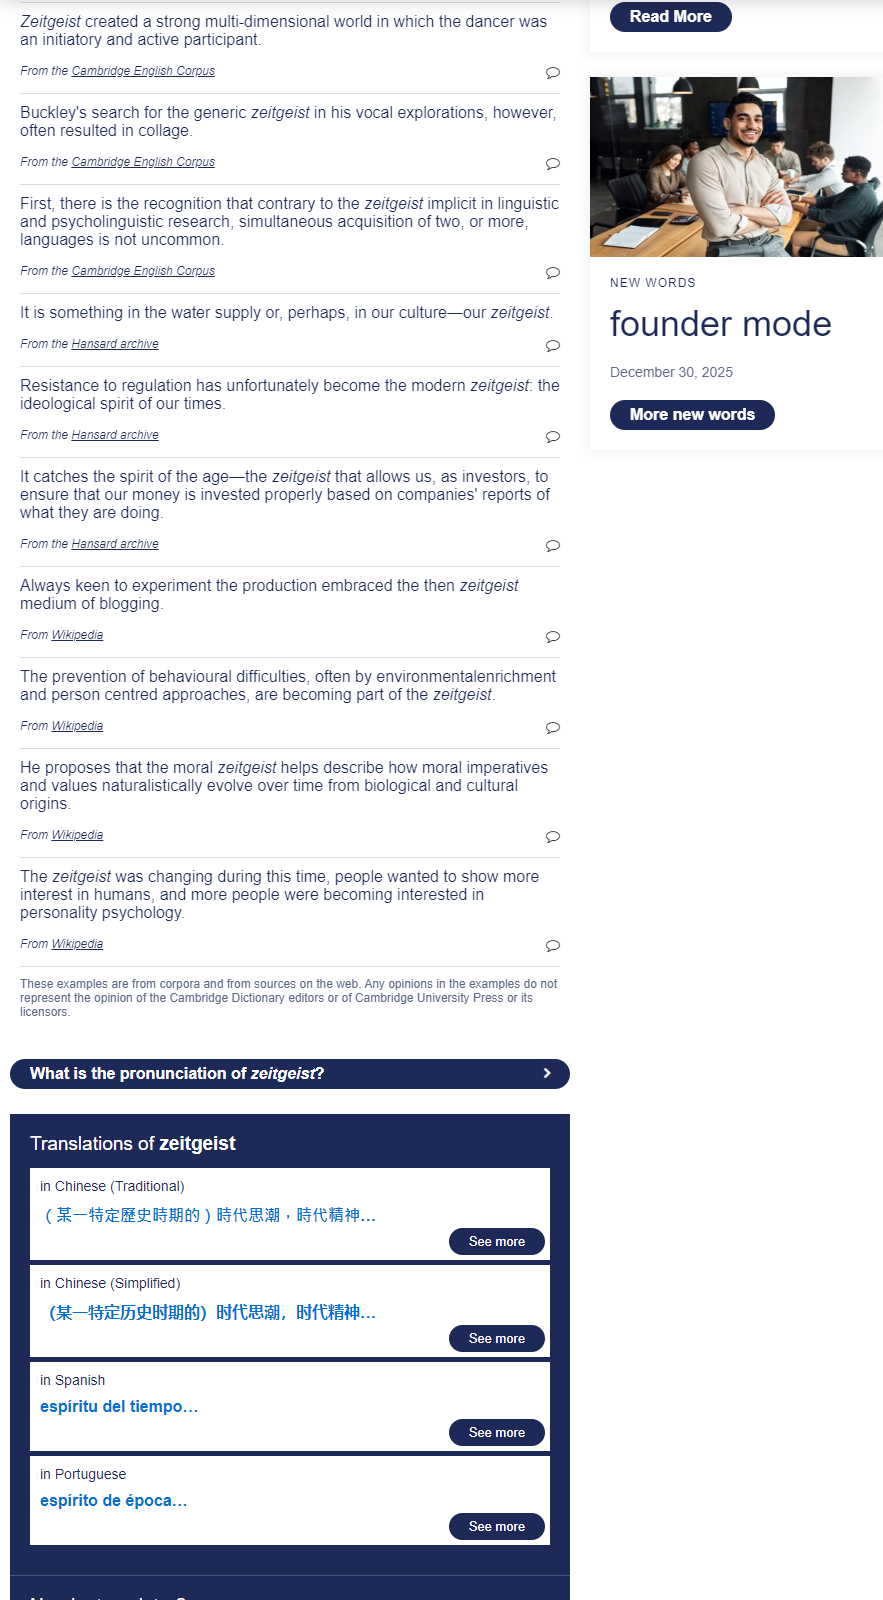 Zeitgeist created a strong multi-dimensional world in which the dancer was
an initiatory and active participant.
From the Cambridge English Corpus
Buckley's search for the generic zeitgeist in his vocal explorations, however,
often resulted in collage.
From the Cambridge English Corpus
First, there is the recognition that contrary to the zeitgeist implicit in linguistic
and psycholinguistic research, simultaneous acquisition of two, or more,
languages is not uncommon.
From the Cambridge English Corpus
It is something in the water supply or, perhaps, in our culture—our zeitgeist.
From the Hansard archive
Resistance to regulation has unfortunately become the modern zeitgeist: the
ideological spirit of our times.
From the Hansard archive
It catches the spirit of the age—the zeitgeist that allows us, as investors, to
ensure that our money is invested properly based on companies' reports of
what they are doing.
From the Hansard archive
Always keen to experiment the production embraced the then zeitgeist
medium of blogging.
From Wikipedia
The prevention of behavioural difficulties, often by environmentalenrichment
and person centred approaches, are becoming part of the zeitgeist.
From Wikipedia
He proposes that the moral zeitgeist helps describe how moral imperatives
and values naturalistically evolve over time from biological and cultural
origins.
From Wikipedia
The zeitgeist was changing during this time, people wanted to show more
interest in humans, and more people were becoming interested in
personality psychology.
From Wikipedia
These examples are from corpora and from sources on the web. Any opinions in the examples do not
represent the opinion of the Cambridge Dictionary editors or of Cambridge University Press or its
licensors.
What is the pronunciation of zeitgeist?
Translations of zeitgeist
in Chinese (Traditional)
（某一特定歷史時期的）時代思潮，時代精神…
See more
in Chinese (Simplified)
（某一特定历史时期的）时代思潮，时代精神…
See more
in Spanish
espíritu del tiempo…
See more
in Portuguese
espírito de época…
See more
Read More
NEW WORDS
founder mode
December 30, 2025
More new words